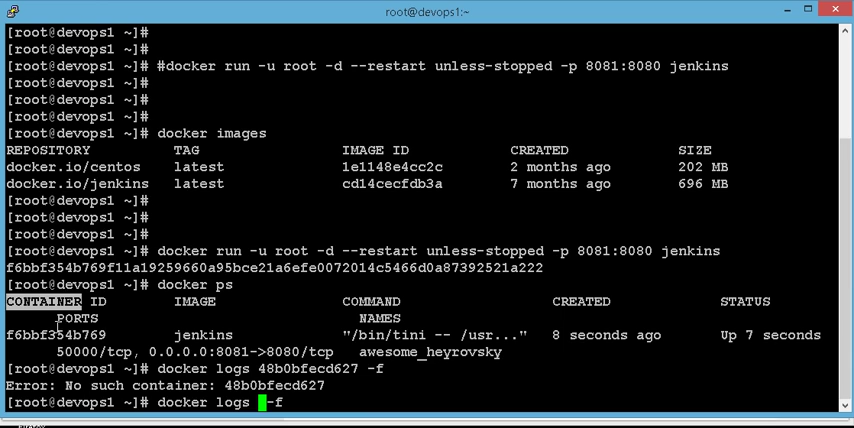 root@devops1:~
[root@devops1 ~]#
[root@devops1 ~]#
[root@devops1 ~]# #docker run -u root -d --restart unless-stopped -p 8081:8080 jenkins
[root@devops1 ~]#
[root@devops1 ~]#
[root@devops1 ~]#
[root@devops1 ~]# docker images
REPOSITORY TAG IMAGE ID CREATED SIZE
docker.io/centos latest 1e1148e4cc2c 2 months ago 202 MB
docker.io/jenkins latest cd14cecfdb3a 7 months ago 696 MB
[root@devops1 ~]#
[root@devops1 ~]#
[root@devops1 ~]#
[root@devops1 ~]# docker run -u root -d --restart unless-stopped -p 8081:8080 jenkins
f6bbf354b769f11a19259660a95bce21a6efe0072014c5466d0a87392521a222
[root@devops1 ~]# docker ps
CONTAINER ID IMAGE COMMAND CREATED STATUS
PORTS NAMES
f6bbf354b769 jenkins "/bin/tini -- /usr..." 8 seconds ago Up 7 seconds
50000/tcp, 0.0.0.0:8081->8080/tcp awesome_heyrovsky
[root@devops1 ~]# docker logs 48b0bfecd627 -f
Error: No such container: 48b0bfecd627
[root@devops1 ~]# docker logs -f